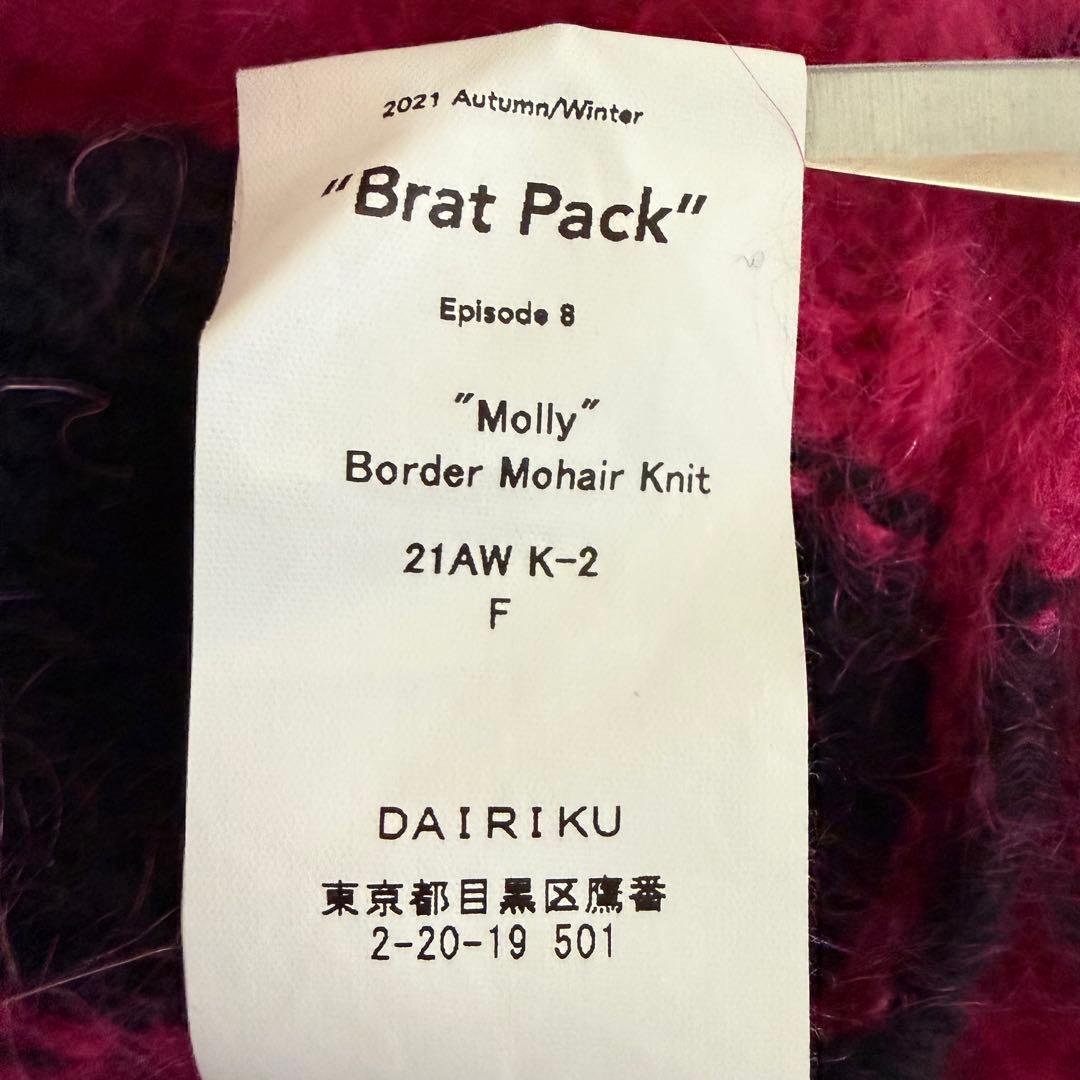 2021 Autumn/Winter
"Brat Pack"
Episode 8
"Molly"
Border Mohair Knit
21AW K-2
F
DAIRIKU
東京都目黒区鷹番
2-20-19 501